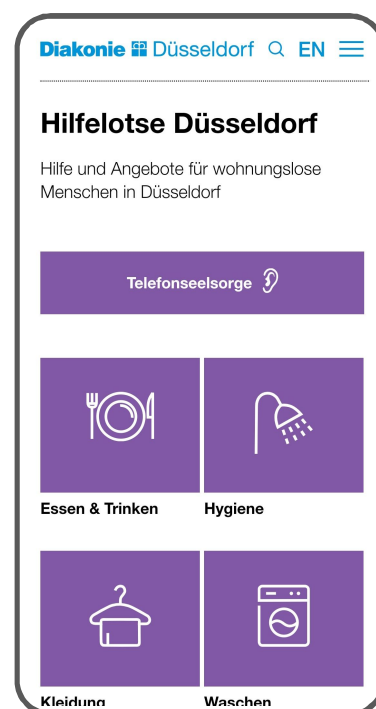 Diakonie Düsseldorf EN
Hilfelotse Düsseldorf
Hilfe und Angebote für wohnungslose
Menschen in Düsseldorf
Telefonseelsorge
Essen & Trinken Hygiene
Kleidung Waschen